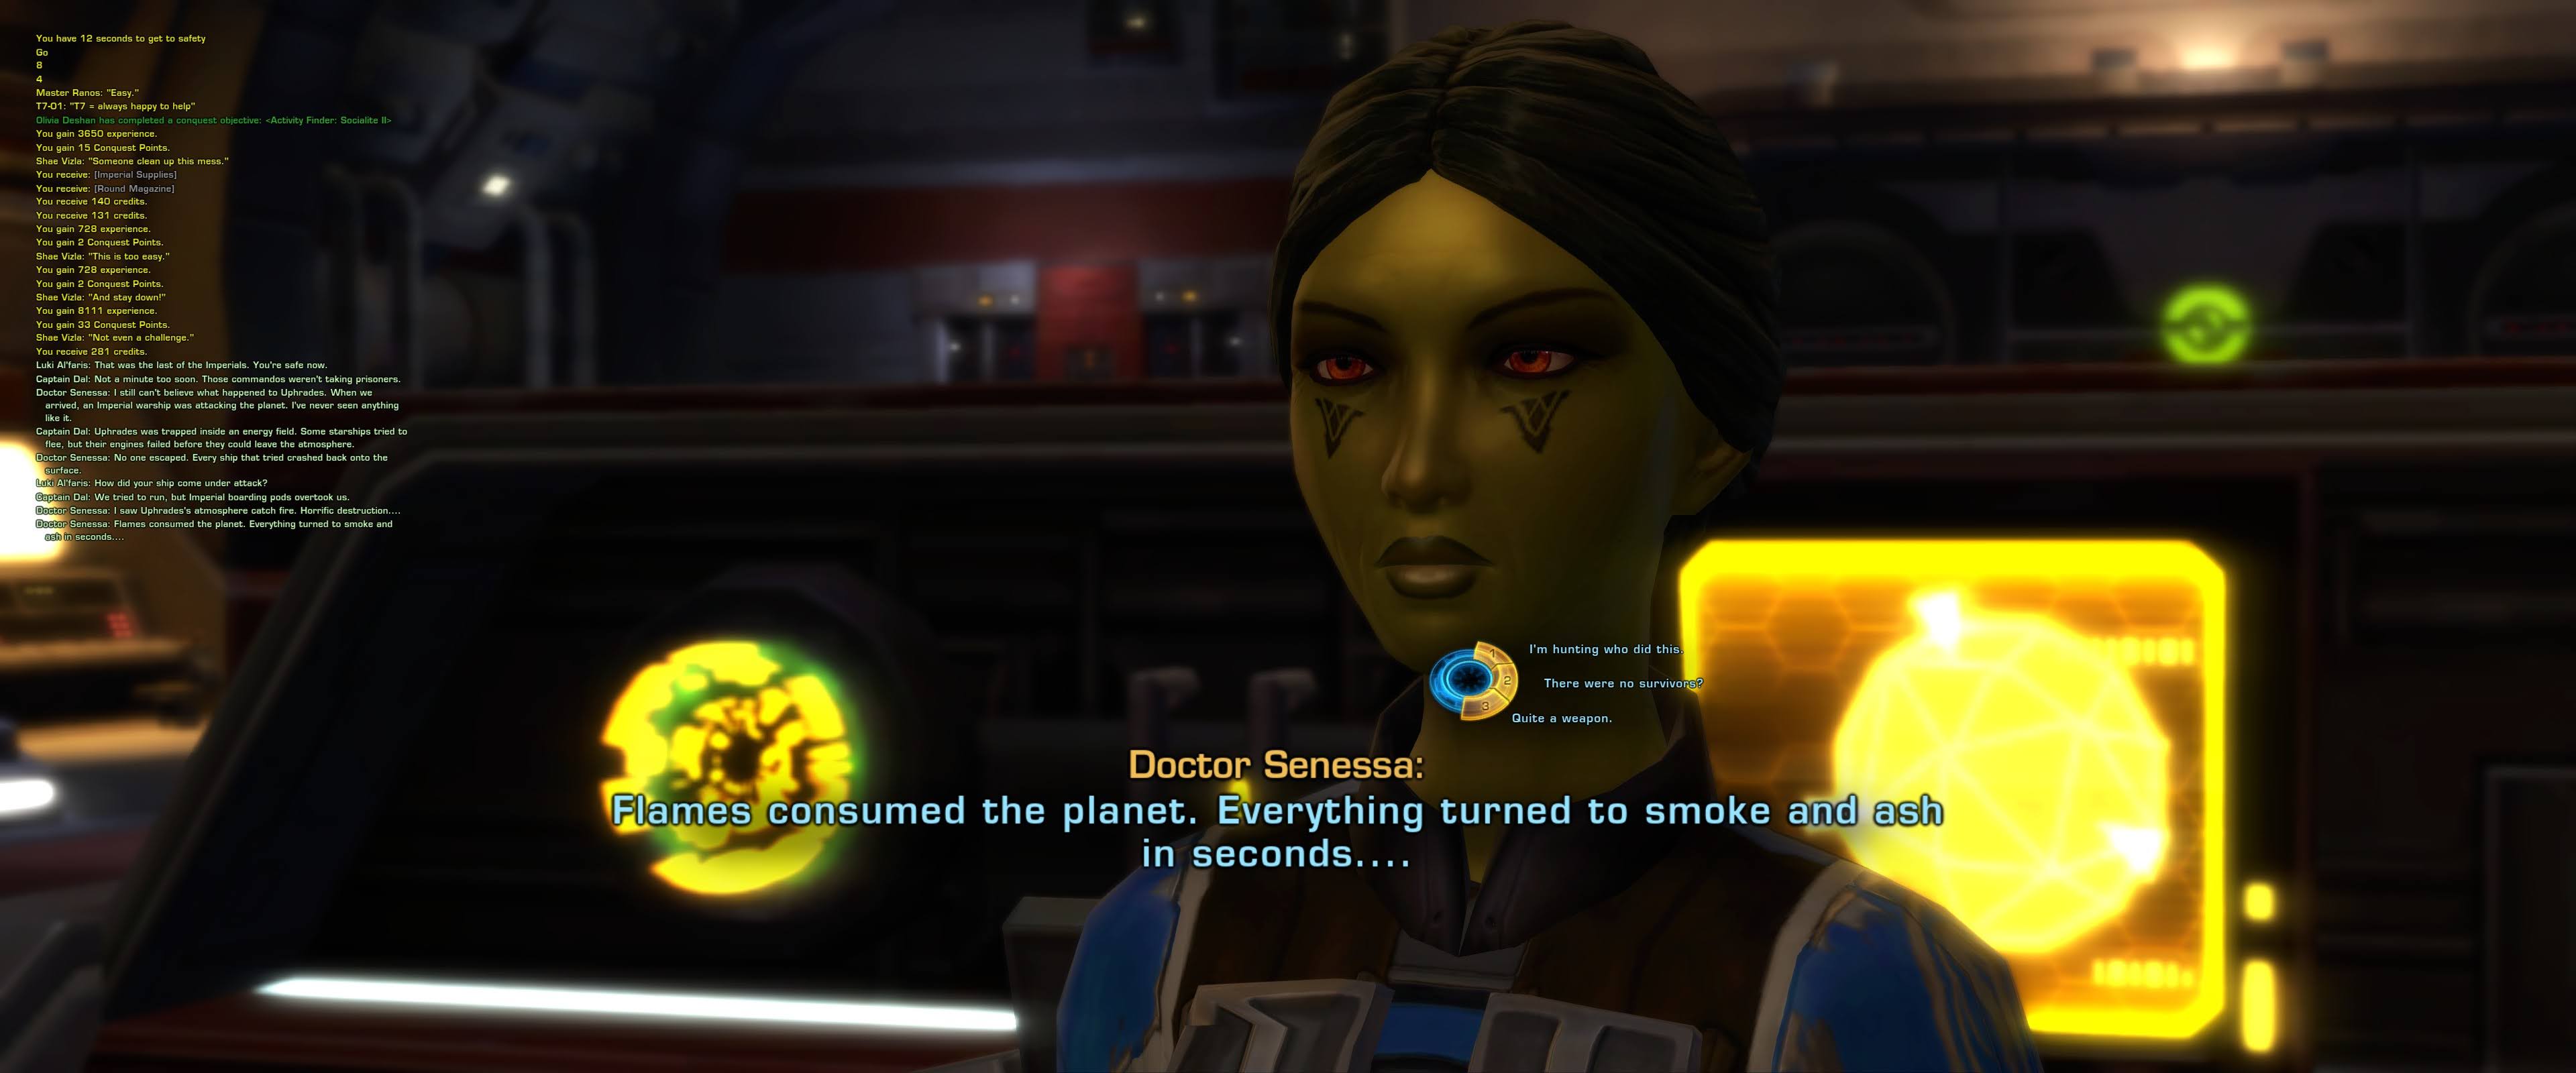 You have 12 seconds to get to safety
Go
8
4
Master Ranos: "Easy."
T7-01: "T7 = always happy to help"
Olivia Deshan has completed a conquest objective: <Activity Finder: Socialite II>
You gain 3650 experience.
You gain 15 Conquest Points.
Shae Vizla: "Someone clean up this mess."
You receive: [Imperial Supplies]
You receive: [Round Magazine]
You receive 140 credits.
You receive 131 credits.
You gain 728 experience.
You gain 2 Conquest Points.
Shae Vizla: "This is too easy."
You gain 728 experience.
You gain 2 Conquest Points.
Shae Vizla: "And stay down!"
You gain 8111 experience.
You gain 33 Conquest Points.
Shae Vizla: "Not even a challenge."
You receive 281 credits.
Luki Al'faris: That was the last of the Imperials. You're safe now.
Captain Dal: Not a minute too soon. Those commandos weren't taking prisoners.
Doctor Senessa: I still can't believe what happened to Uphrades. When we
arrived, an Imperial warship was attacking the planet. I've never seen anything
like it.
Captain Dal: Uphrades was trapped inside an energy field. Some starships tried to
flee, but their engines failed before they could leave the atmosphere.
Doctor Senessa: No one escaped. Every ship that tried crashed back onto the
surface.
Luki Al'faris: How did your ship come under attack?
Captain Dal: We tried to run, but Imperial boarding pods overtook us.
Doctor Senessa: I saw Uphrades's atmosphere catch fire. Horrific destruction....
Doctor Senessa: Flames consumed the planet. Everything turned to smoke and
ash in seconds....
1 I'm hunting who did this.
2 There were no survivors?
3 Quite a weapon.
Doctor Senessa:
Flames consumed the planet. Everything turned to smoke and ash
in seconds....